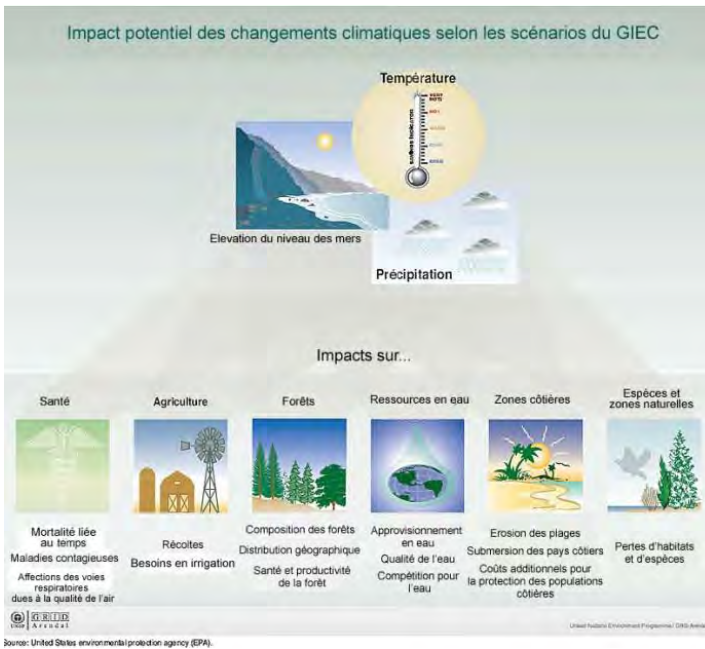 Impact potentiel des changements climatiques selon les scénarios du GIEC
Température
Elevation du niveau des mers
Précipitation
Impacts sur...
Santé
Mortalité liée
au temps
Maladies contagieuses
Affections des voies
respiratoires
dues à la qualité de l'air
Agriculture
Récoltes
Besoins en irrigation
Forêts
Composition des forêts
Distribution géographique
Santé et productivité
de la forêt
Ressources en eau
Approvisionnement
en eau
Qualité de l'eau
Compétition pour
l'eau
Zones côtières
Erosion des plages
Submersion des pays côtiers
Coûts additionnels pour
la protection des populations
côtières
Espèces et
zones naturelles
Pertes d'habitats
et d'espèces
UNEP
GRID
Arendal
United Nations Environment Programme / GRID Arendal
Source: United States environmental protection agency (EPA).